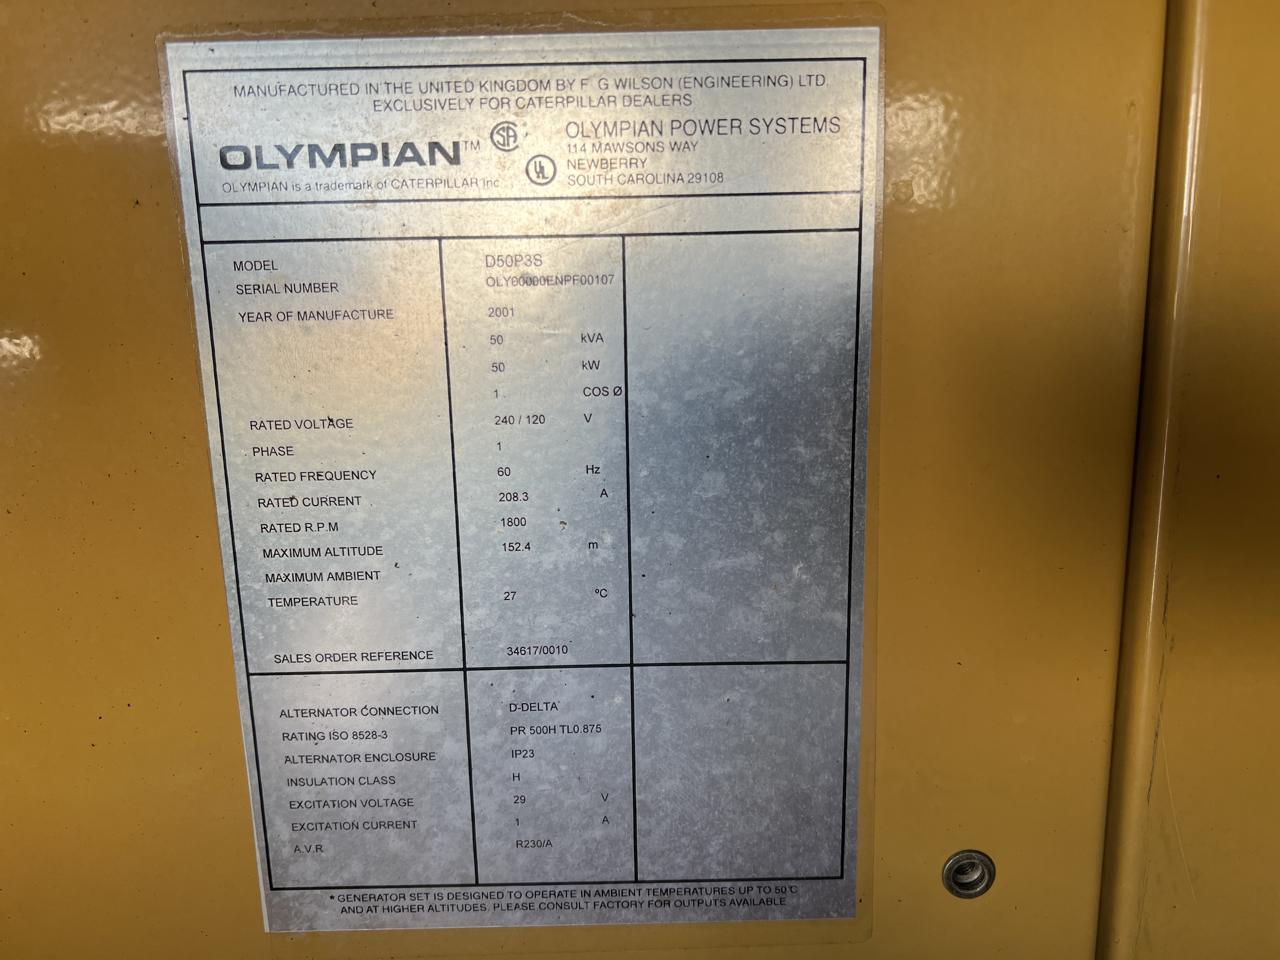 MANUFACTURED IN THE UNITED KINGDOM BY F G WILSON (ENGINEERING) LTD.
EXCLUSIVELY FOR CATERPILLAR DEALERS
OLYMPIAN™ SA OLYMPIAN POWER SYSTEMS
114 MAWSONS WAY
UL NEWBERRY
OLYMPIAN is a trademark of CATERPILLAR Inc SOUTH CAROLINA 29108
MODEL D50P3S
SERIAL NUMBER OLY00000ENPF00107
YEAR OF MANUFACTURE 2001
50 kVA
50 kW
1 COS Ø
RATED VOLTAGE 240 / 120 V
PHASE 1
RATED FREQUENCY 60 Hz
RATED CURRENT 208.3 A
RATED R.P.M 1800
MAXIMUM ALTITUDE 152.4 m
MAXIMUM AMBIENT
TEMPERATURE 27 ºC
SALES ORDER REFERENCE 34617/0010
ALTERNATOR CONNECTION D-DELTA
RATING ISO 8528-3 PR 500H TL0.875
ALTERNATOR ENCLOSURE IP23
INSULATION CLASS H
EXCITATION VOLTAGE 29 V
EXCITATION CURRENT 1 A
A.V.R R230/A
* GENERATOR SET IS DESIGNED TO OPERATE IN AMBIENT TEMPERATURES UP TO 50°C
AND AT HIGHER ALTITUDES. PLEASE CONSULT FACTORY FOR OUTPUTS AVAILABLE